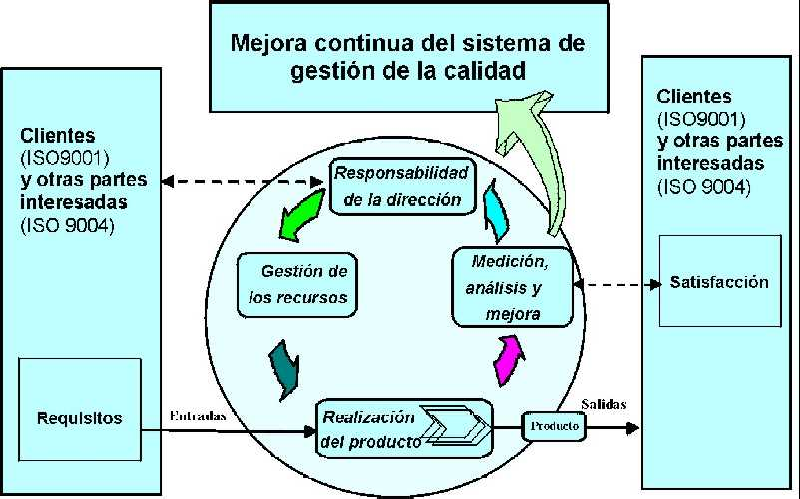 Mejora continua del sistema de
gestión de la calidad
Clientes
(ISO9001)
y otras partes
interesadas
(ISO 9004)
Requisitos
Entradas
Responsabilidad
de la dirección
Gestión de
los recursos
Medición,
análisis y
mejora
Realización
del producto
Producto
Salidas
Clientes
(ISO9001)
y otras partes
interesadas
(ISO 9004)
Satisfacción